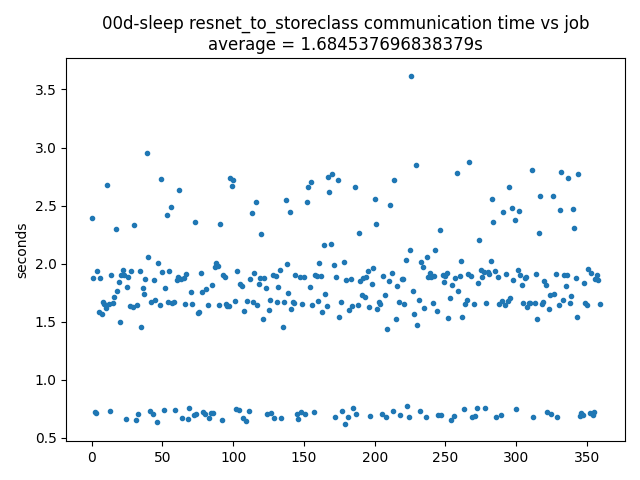 00d-sleep resnet_to_storeclass communication time vs job
average = 1.684537696838379s
seconds
3.5
3.0
2.5
2.0
1.5
1.0
0.5
0 50 100 150 200 250 300 350